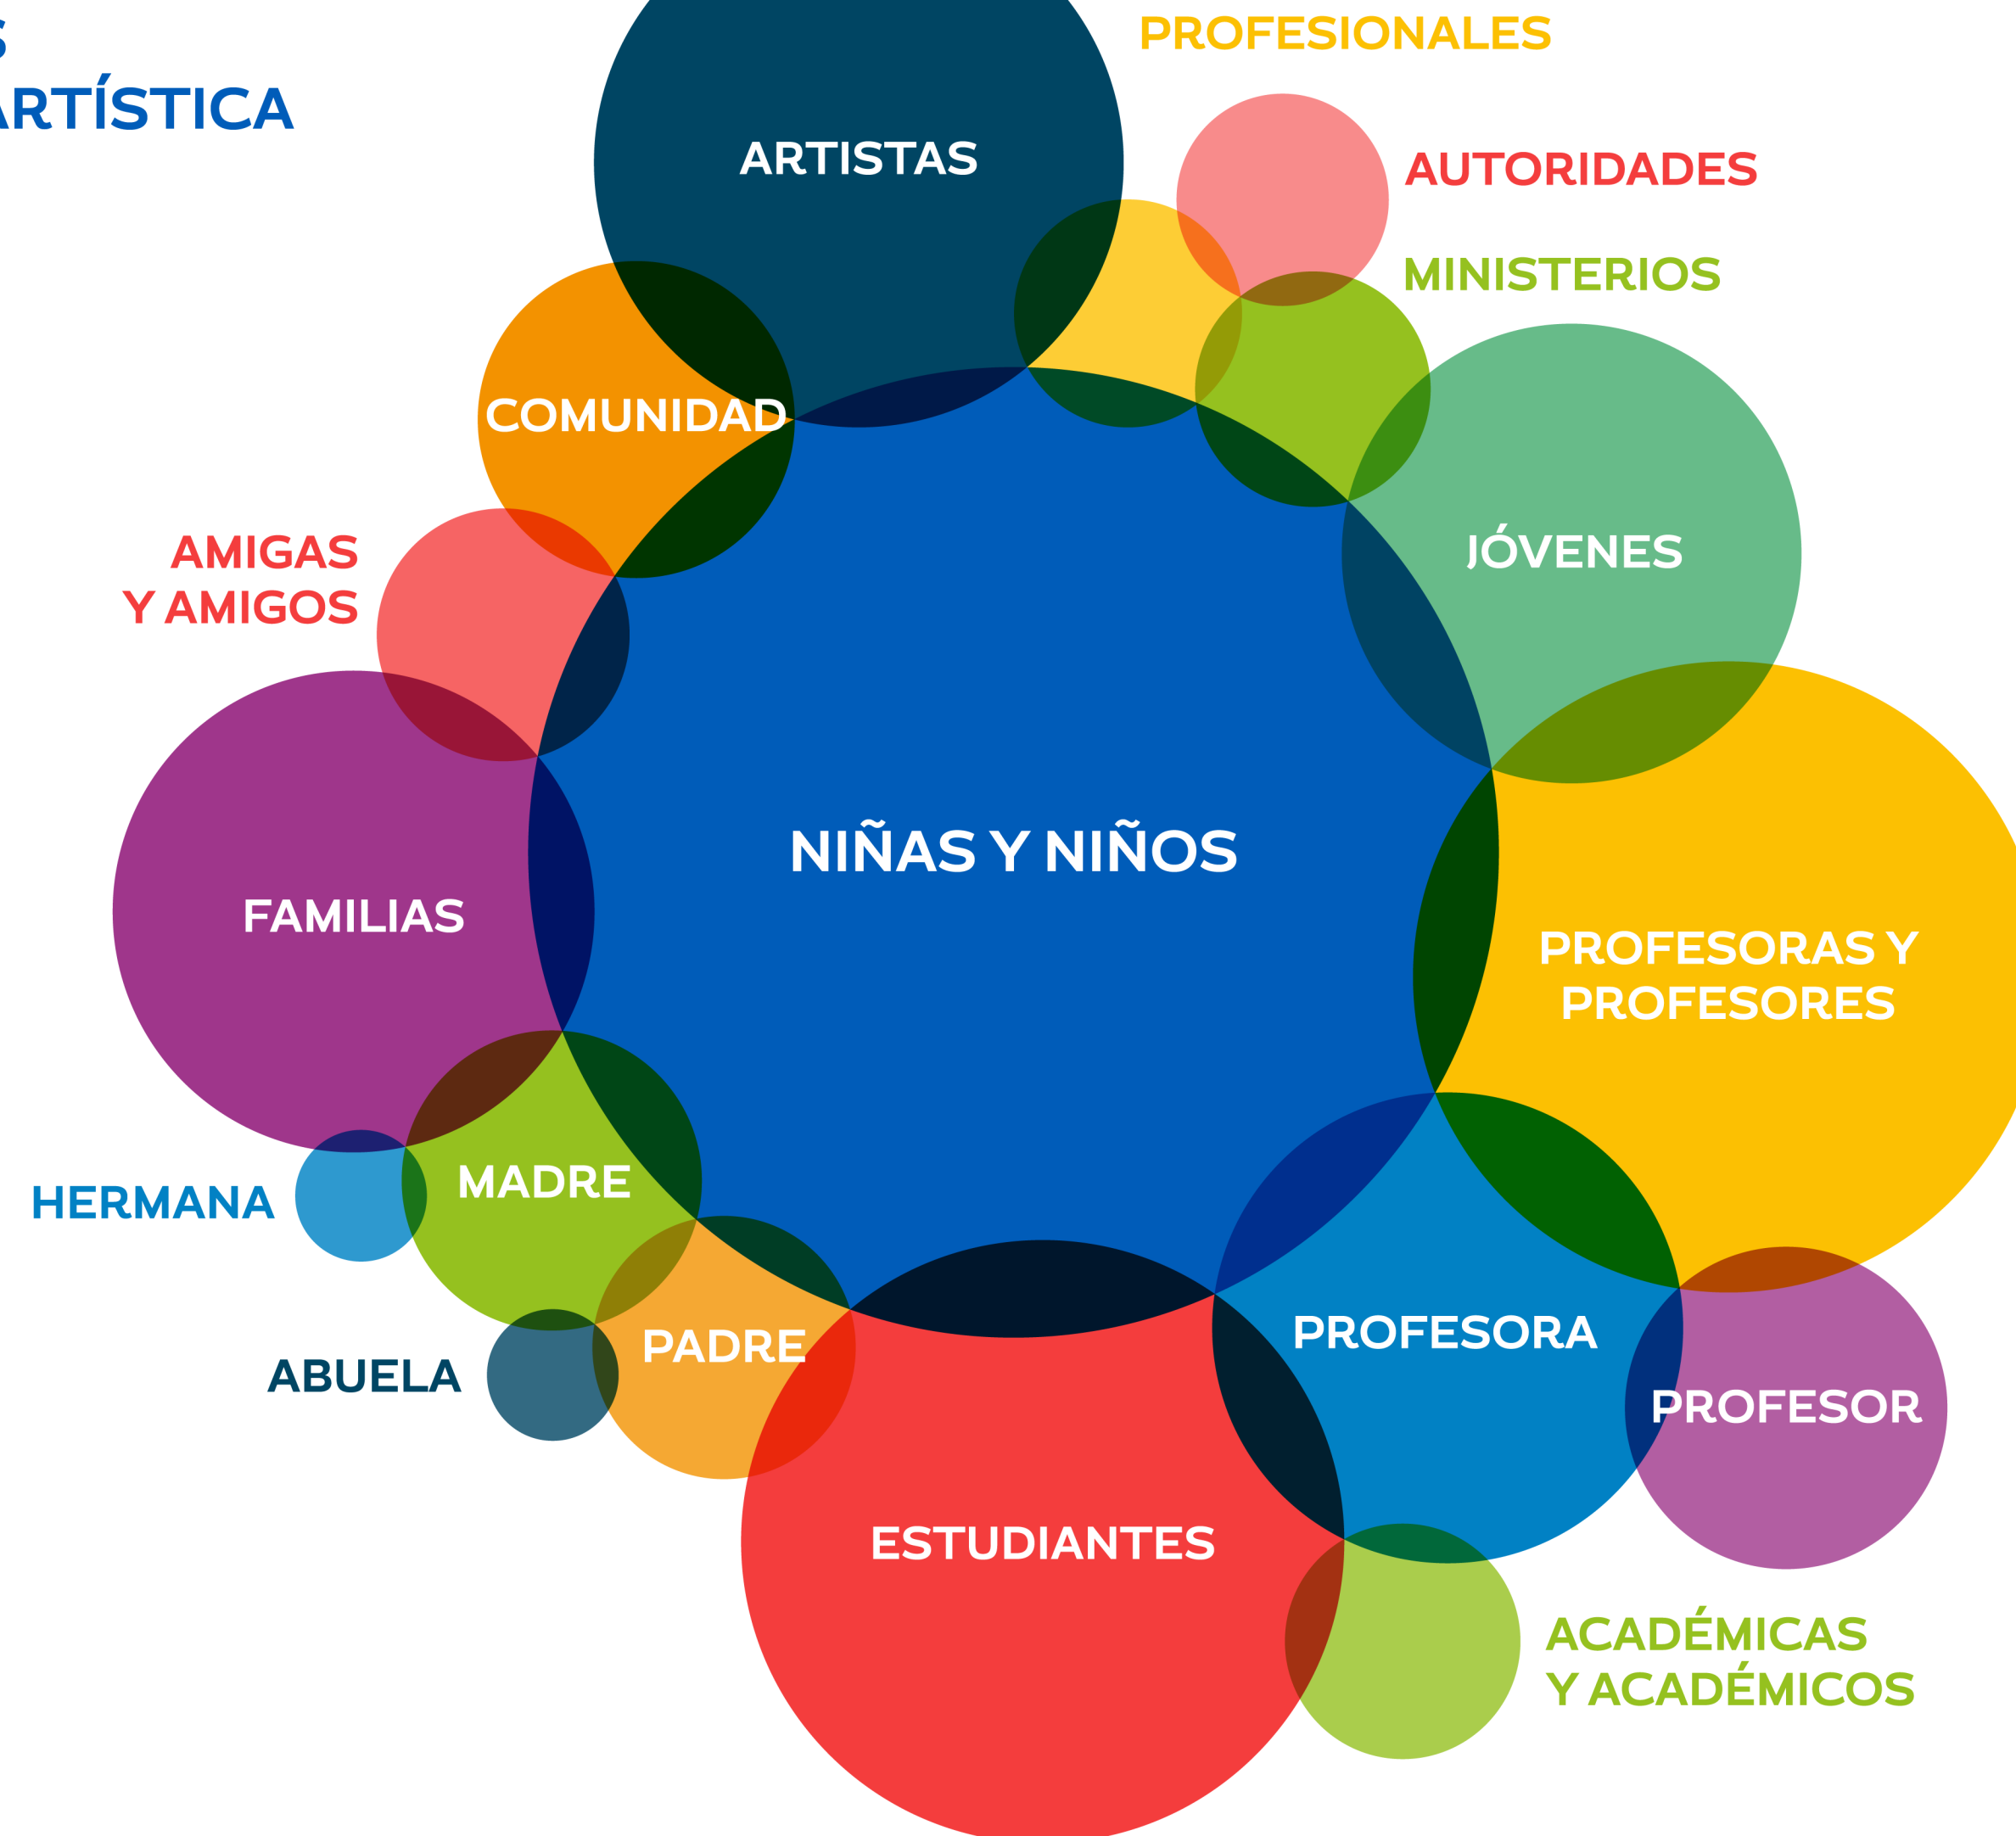 PROFESIONALES
ARTISTAS
AUTORIDADES
MINISTERIOS
COMUNIDAD
AMIGAS
Y AMIGOS
JÓVENES
NIÑAS Y NIÑOS
FAMILIAS
PROFESORAS Y
PROFESORES
MADRE
HERMANA
PADRE
ABUELA
PROFESORA
PROFESOR
ESTUDIANTES
ACADÉMICAS
Y ACADÉMICOS